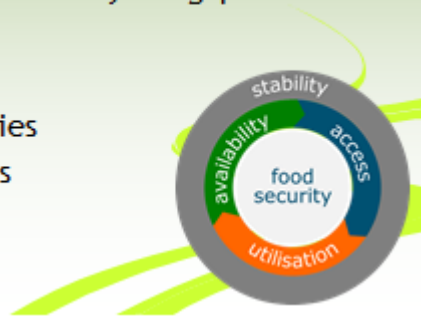 ies
s
stability
availability
access
food
security
utilisation